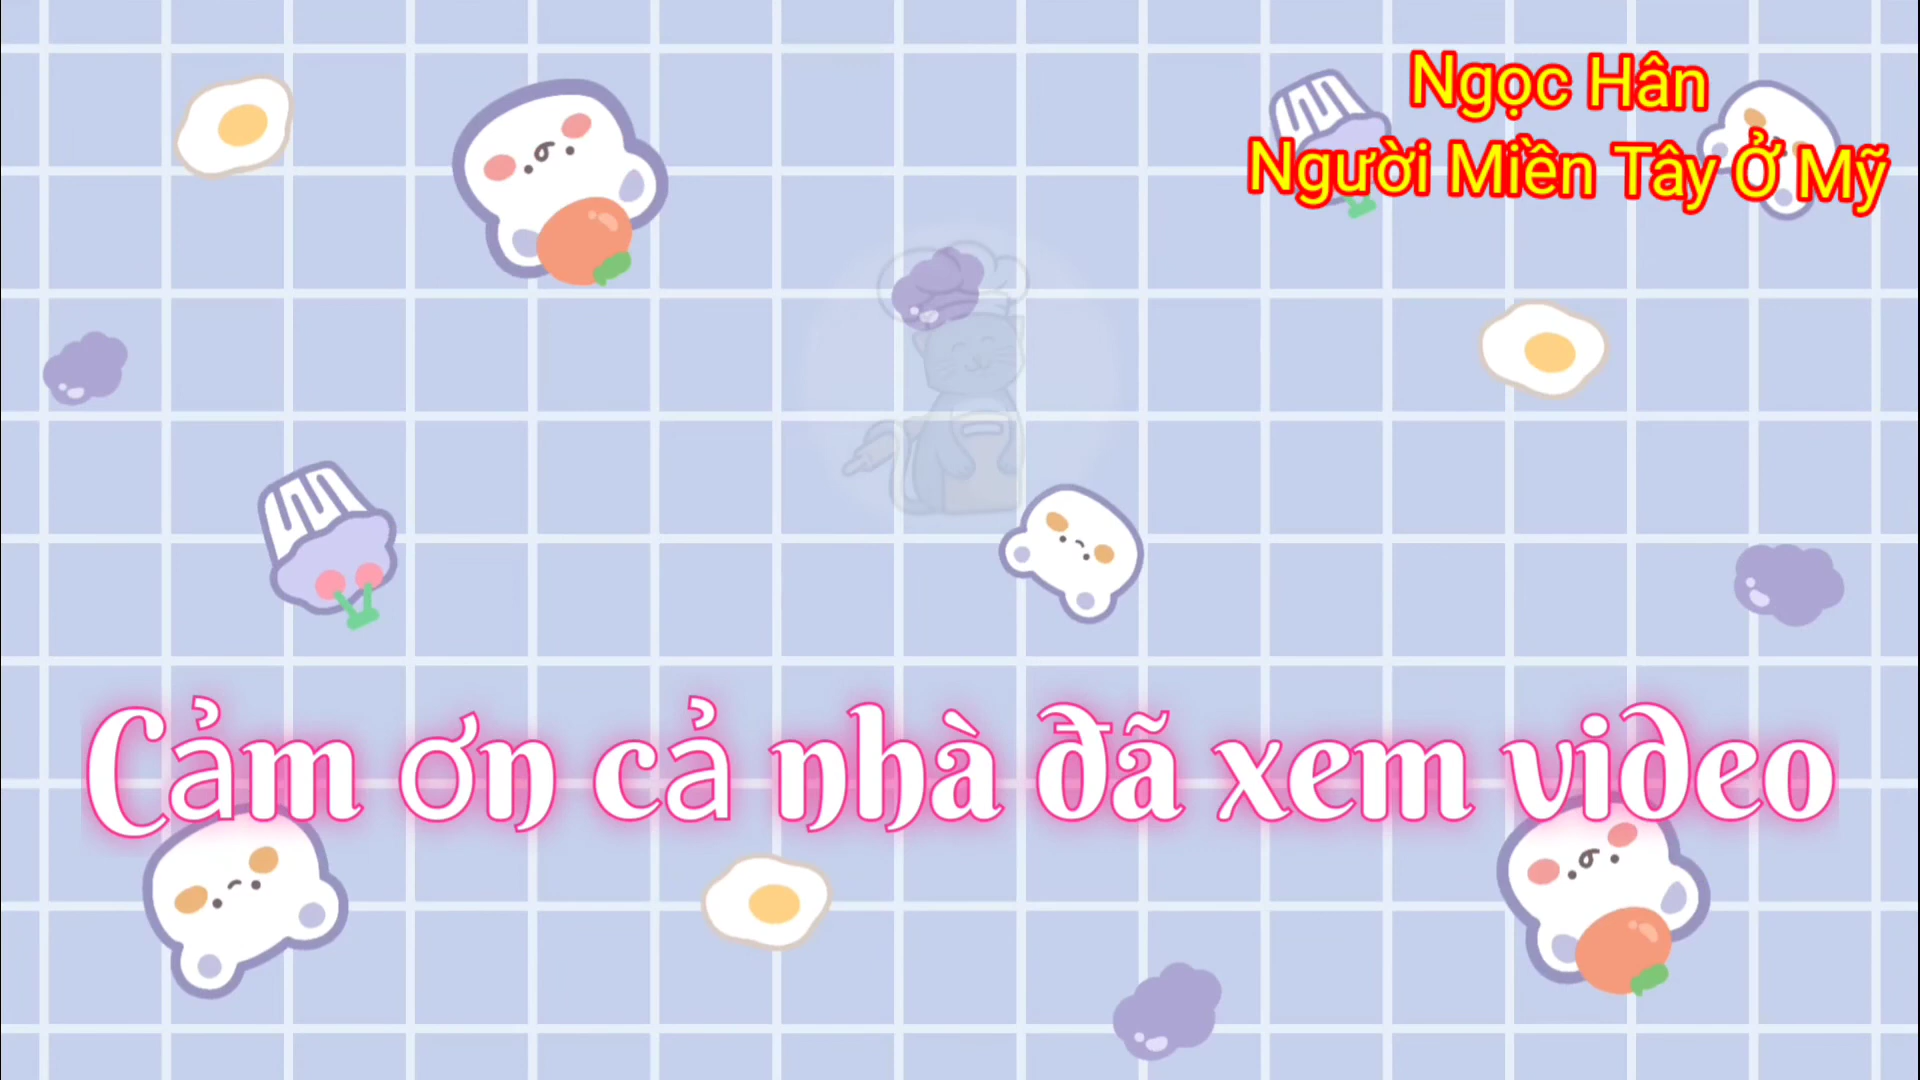 Ngọc Hân
Người Miền Tây Ở Mỹ
Cảm ơn cả nhà đã xem video